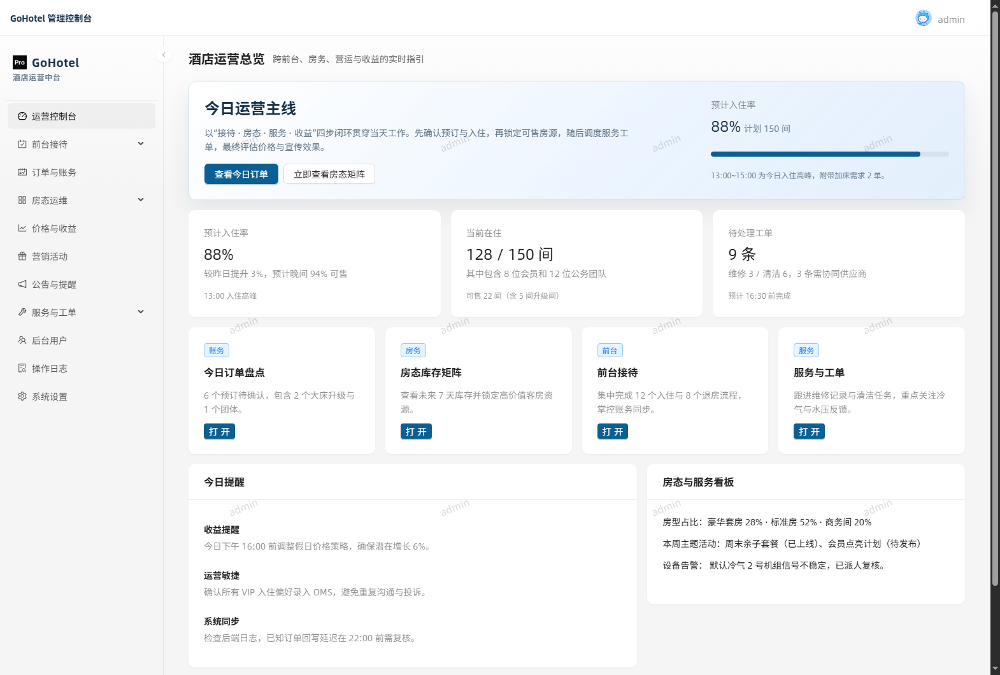 GoHotel 管理控制台
admin
Pro GoHotel
酒店运营中台
运营控制台
前台接待
订单与账务
房态运维
价格与收益
营销活动
公告与提醒
服务与工单
后台用户
操作日志
系统设置
酒店运营总览 跨前台、房务、营运与收益的实时指引
今日运营主线
以“接待 · 房态 · 服务 · 收益”四步闭环贯穿当天工作。先确认预订与入住，再锁定可售房源，随后调度服务工
单，最终评估价格与宣传效果。
查看今日订单 立即查看房态矩阵
预计入住率
88% 计划 150 间
13:00~15:00 为今日入住高峰，附带加床需求 2 单。
admin admin admin admin
预计入住率
88%
较昨日提升 3%，预计晚间 94% 可售
13:00 入住高峰
当前在住
128 / 150 间
其中包含 8 位会员和 12 位公务团队
可售 22 间（含 5 间升级间）
待处理工单
9 条
维修 3 / 清洁 6，3 条需协同供应商
预计 16:30 前完成
admin admin admin admin
账务
今日订单盘点
6 个预订待确认，包含 2 个大床升级与
1 个团体。
打 开
房务
房态库存矩阵
查看未来 7 天库存并锁定高价值客房资
源。
打 开
前台
前台接待
集中完成 12 个入住与 8 个退房流程，
掌控账务同步。
打 开
服务
服务与工单
跟进维修记录与清洁任务，重点关注冷
气与水压反馈。
打 开
今日提醒
admin admin admin admin
收益提醒
今日下午 16:00 前调整假日价格策略，确保潜在增长 6%。
运营敏捷
确认所有 VIP 入住偏好录入 OMS，避免重复沟通与投诉。
系统同步
检查后端日志，已知订单回写延迟在 22:00 前需复核。
房态与服务看板
房型占比：豪华套房 28% · 标准房 52% · 商务间 20%
本周主题活动：周末亲子套餐（已上线）、会员点亮计划（待发布）
设备告警： 默认冷气 2 号机组信号不稳定，已派人复核。